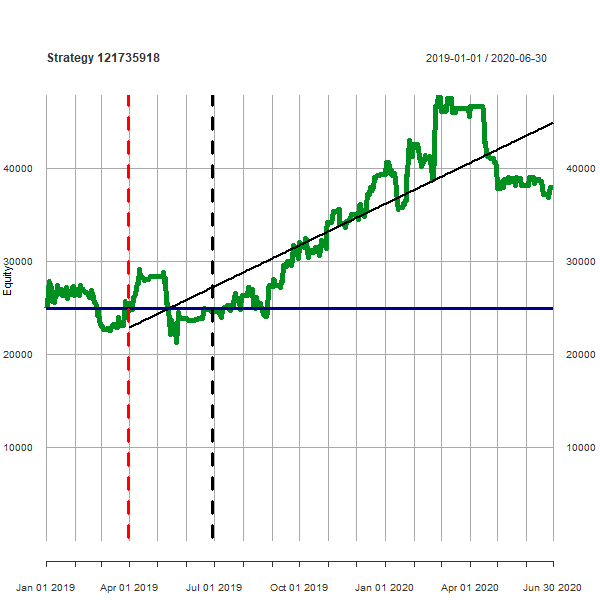 Strategy 121735918
2019-01-01 / 2020-06-30
40000
40000
30000
30000
Equity
20000
20000
10000
10000
Jan 01 2019
Apr 01 2019
Jul 01 2019
Oct 01 2019
Jan 01 2020
Apr 01 2020
Jun 30 2020